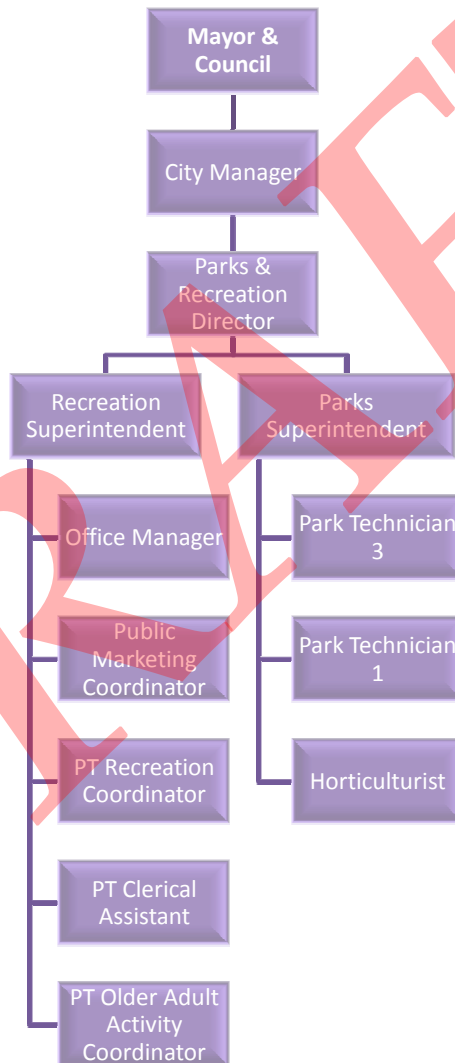 Mayor &
Council
City Manager
Parks &
Recreation
Director
Recreation
Superintendent
Parks
Superintendent
Office Manager
Public
Marketing
Coordinator
PT Recreation
Coordinator
PT Clerical
Assistant
PT Older Adult
Activity
Coordinator
Park Technician
3
Park Technician
1
Horticulturist